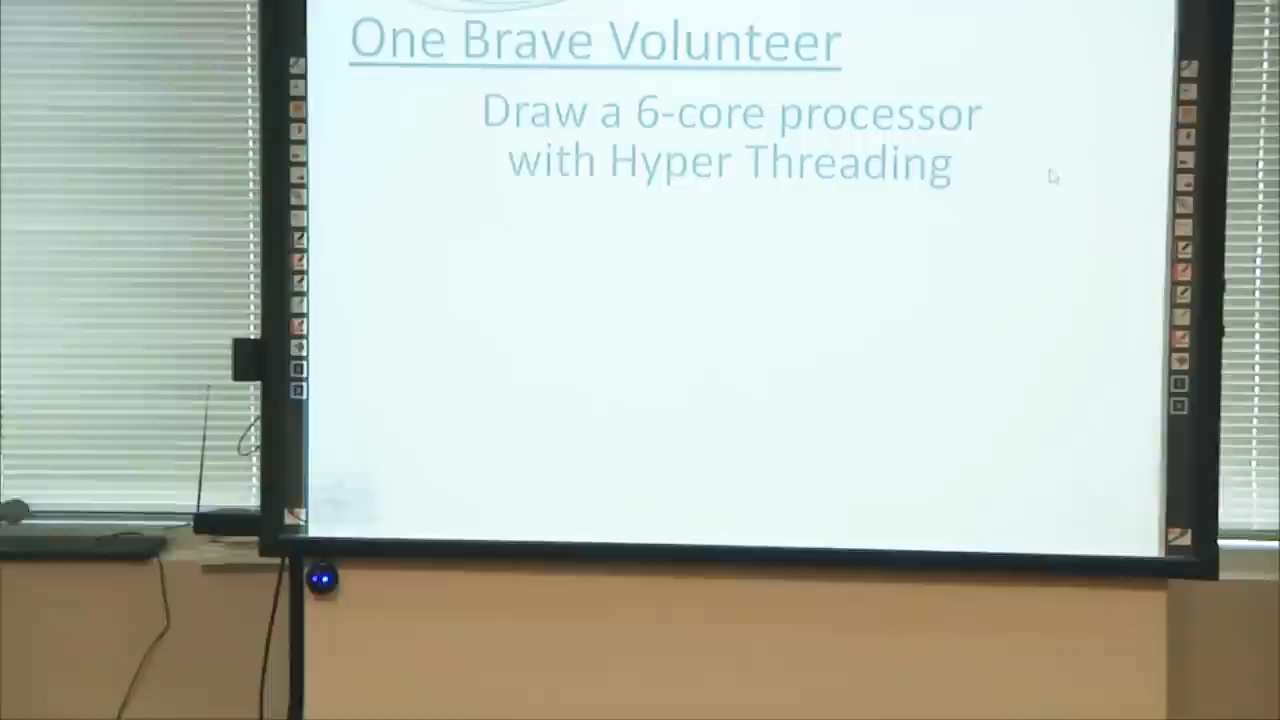 One Brave Volunteer
Draw a 6-core processor
with Hyper Threading